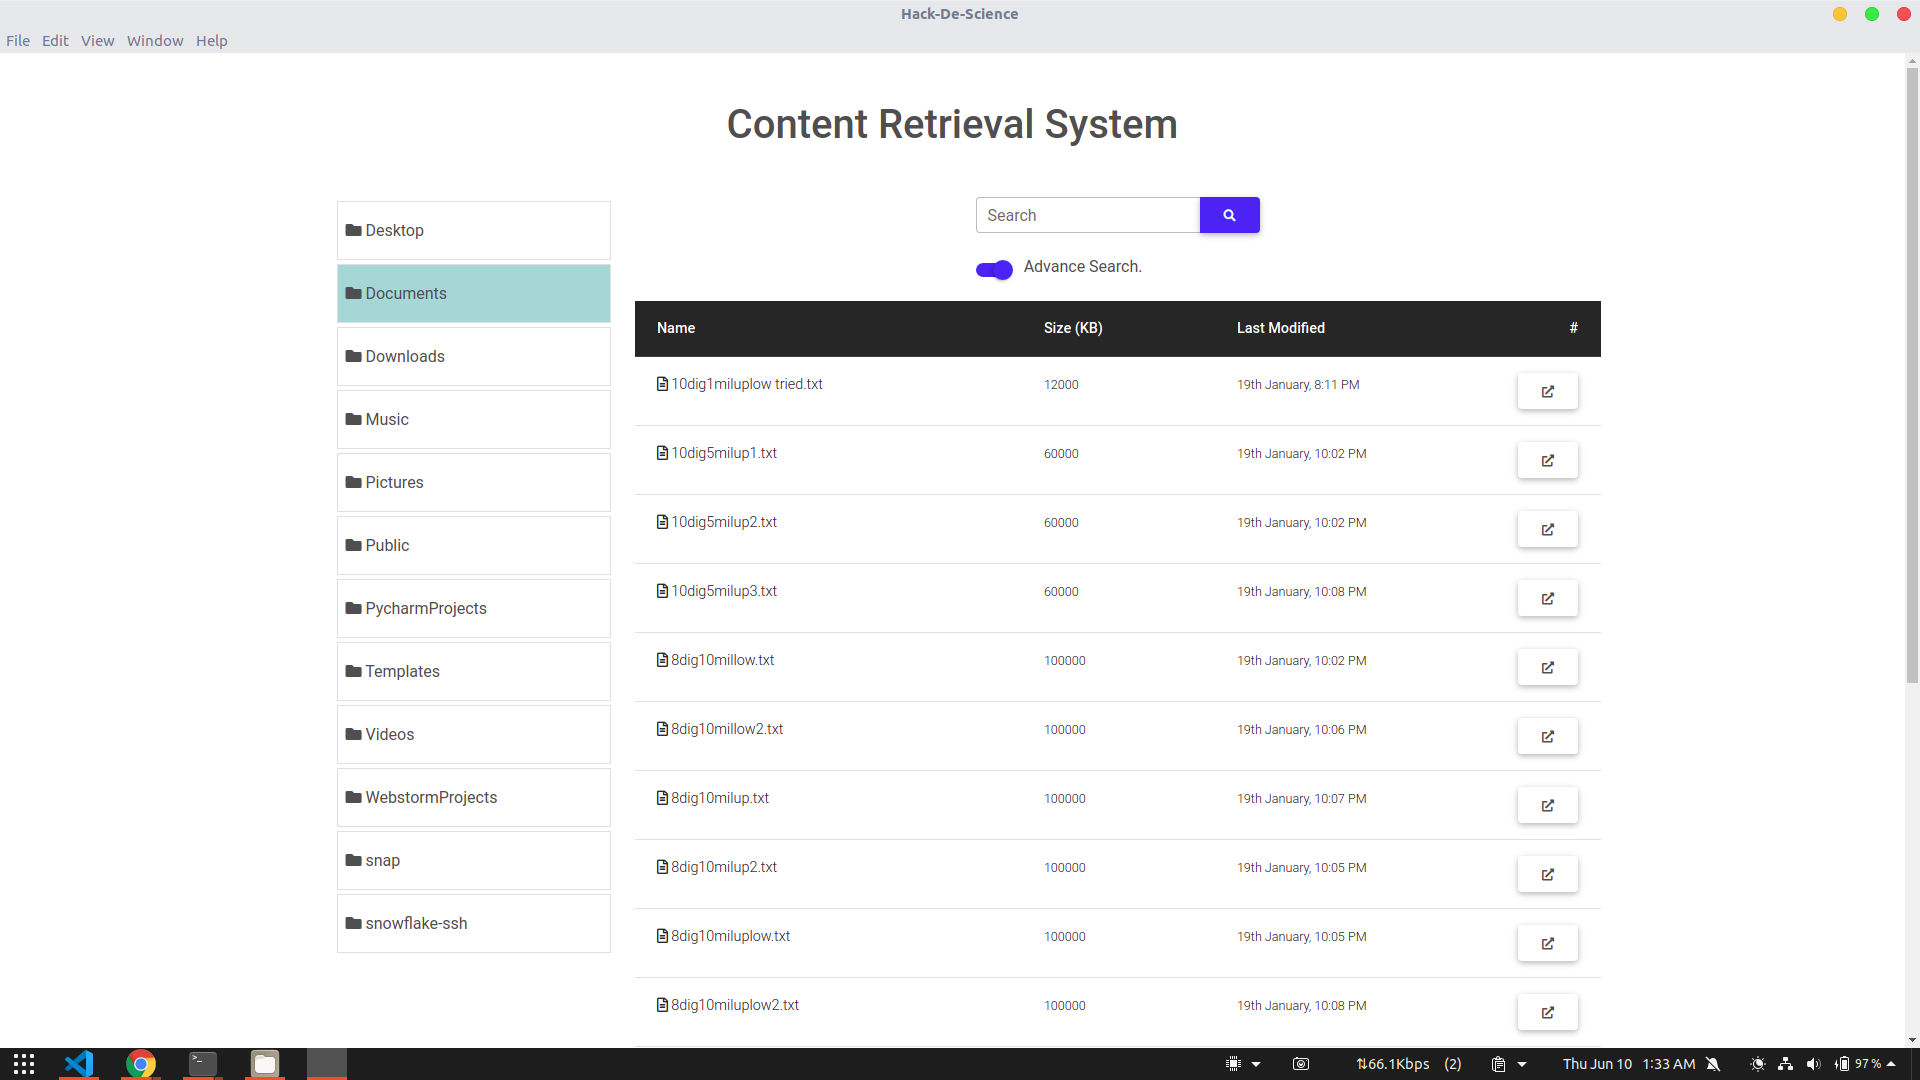 Hack-De-Science
File Edit View Window Help
Content Retrieval System
Desktop
Documents
Downloads
Music
Pictures
Public
PycharmProjects
Templates
Videos
WebstormProjects
snap
snowflake-ssh
Search
Advance Search.
Name Size (KB) Last Modified #
10dig1miluplow tried.txt 12000 19th January, 8:11 PM
10dig5milup1.txt 60000 19th January, 10:02 PM
10dig5milup2.txt 60000 19th January, 10:02 PM
10dig5milup3.txt 60000 19th January, 10:08 PM
8dig10millow.txt 100000 19th January, 10:02 PM
8dig10millow2.txt 100000 19th January, 10:06 PM
8dig10milup.txt 100000 19th January, 10:07 PM
8dig10milup2.txt 100000 19th January, 10:05 PM
8dig10miluplow.txt 100000 19th January, 10:05 PM
8dig10miluplow2.txt 100000 19th January, 10:08 PM
⇅66.1Kbps (2) Thu Jun 10 1:33 AM 97 %